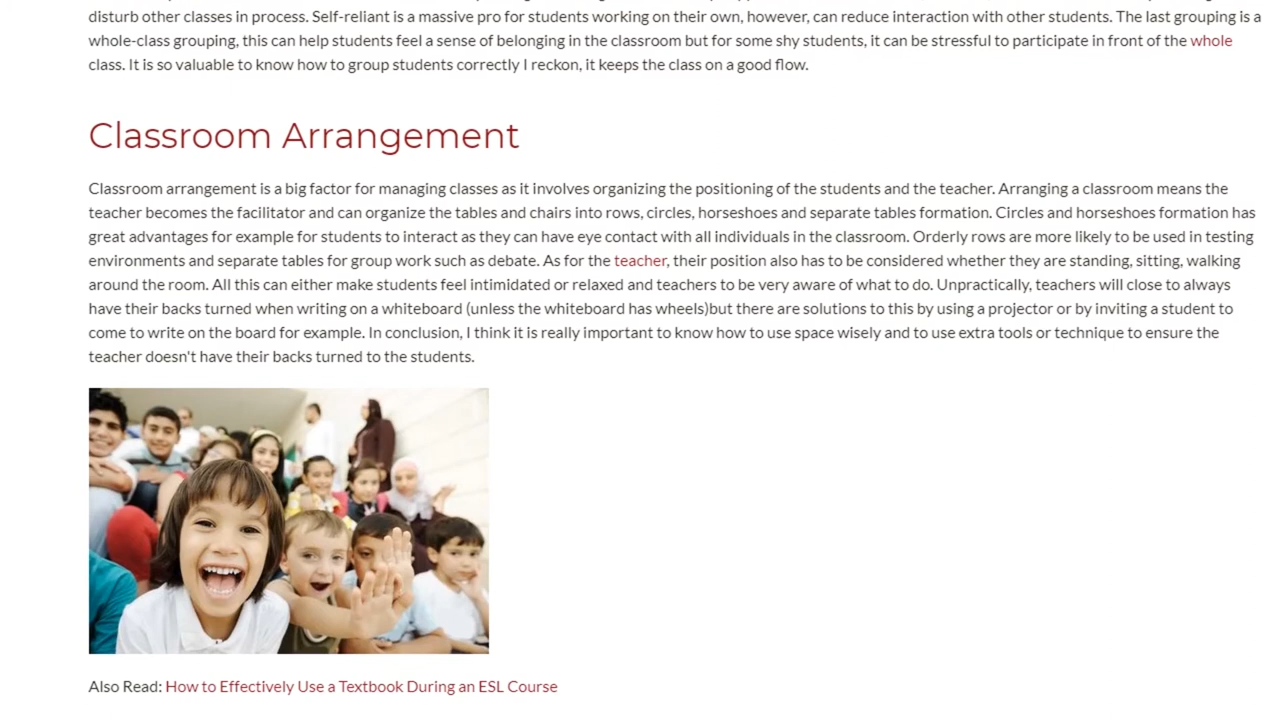 disturb other classes in process. Self-reliant is a massive pro for students working on their own, however, can reduce interaction with other students. The last grouping is a
whole-class grouping, this can help students feel a sense of belonging in the classroom but for some shy students, it can be stressful to participate in front of the whole
class. It is so valuable to know how to group students correctly I reckon, it keeps the class on a good flow.
Classroom Arrangement
Classroom arrangement is a big factor for managing classes as it involves organizing the positioning of the students and the teacher. Arranging a classroom means the
teacher becomes the facilitator and can organize the tables and chairs into rows, circles, horseshoes and separate tables formation. Circles and horseshoes formation has
great advantages for example for students to interact as they can have eye contact with all individuals in the classroom. Orderly rows are more likely to be used in testing
environments and separate tables for group work such as debate. As for the teacher, their position also has to be considered whether they are standing, sitting, walking
around the room. All this can either make students feel intimidated or relaxed and teachers to be very aware of what to do. Unpractically, teachers will close to always
have their backs turned when writing on a whiteboard (unless the whiteboard has wheels)but there are solutions to this by using a projector or by inviting a student to
come to write on the board for example. In conclusion, I think it is really important to know how to use space wisely and to use extra tools or technique to ensure the
teacher doesn't have their backs turned to the students.
Also Read: How to Effectively Use a Textbook During an ESL Course